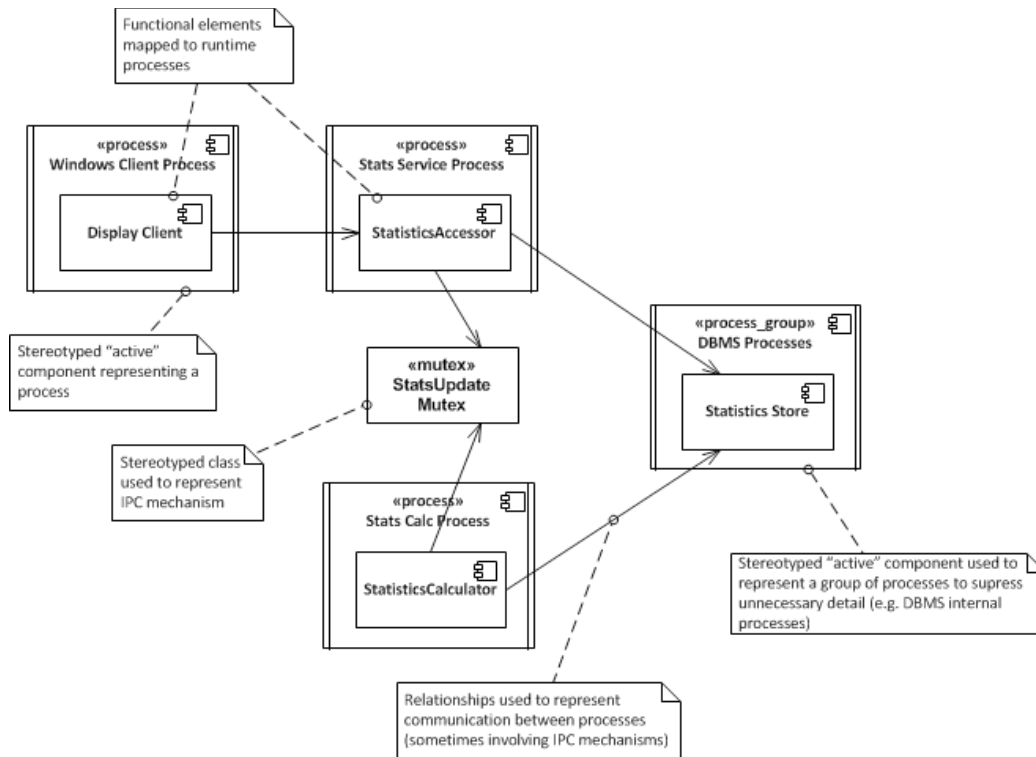 Functional elements
mapped to runtime
processes
«process»
Windows Client Process
Display Client
«process»
Stats Service Process
StatisticsAccessor
«process_group»
DBMS Processes
Statistics Store
Stereotyped “active”
component representing a
process
«mutex»
StatsUpdate
Mutex
Stereotyped class
used to represent
IPC mechanism
«process»
Stats Calc Process
StatisticsCalculator
Stereotyped “active” component used to
represent a group of processes to supress
unnecessary detail (e.g. DBMS internal
processes)
Relationships used to represent
communication between processes
(sometimes involving IPC mechanisms)